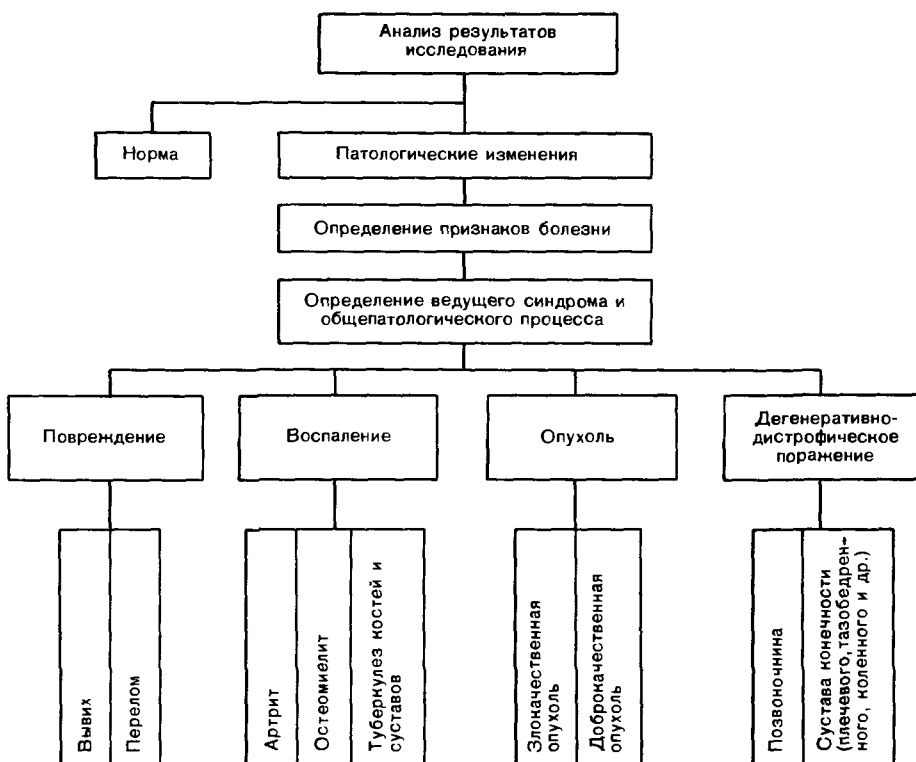 Анализ результатов
исследования
Норма
Патологические изменения
Определение признаков болезни
Определение ведущего синдрома и
общепатологического процесса
Повреждение
Воспаление
Опухоль
Дегенеративно-
дистрофическое
поражение
Вывих
Перелом
Артрит
Остеомиелит
Туберкулез костей и
суставов
Злокачественная
опухоль
Доброкачественная
опухоль
Позвоночнина
Сустава конечности
(плечевого, тазобедрен-
ного, коленного и др.)